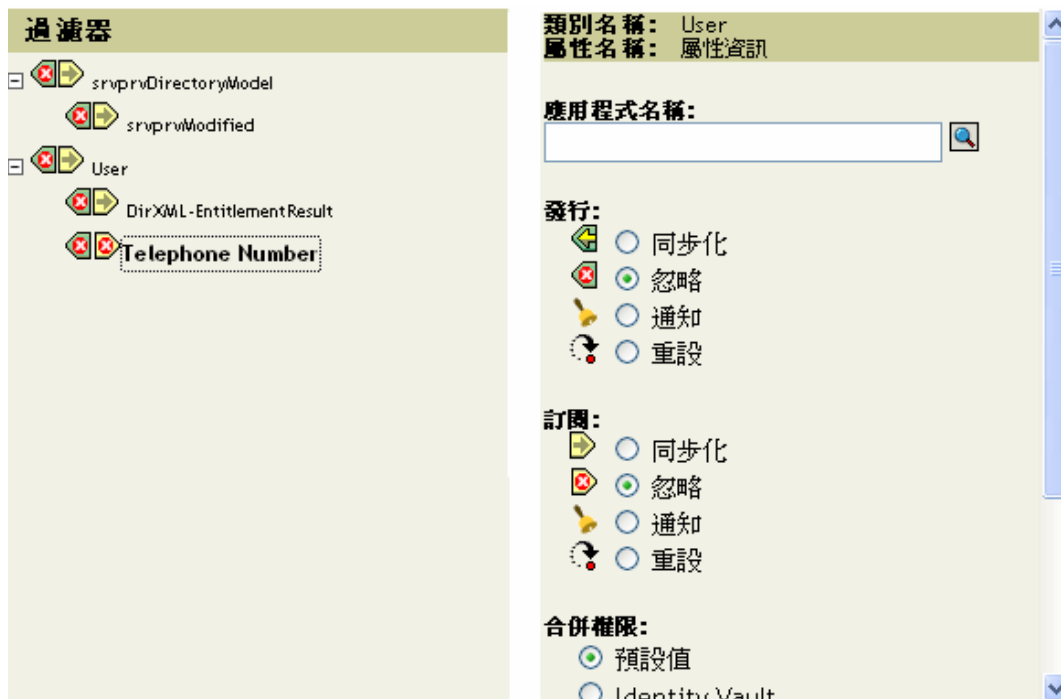 過濾器
srvprvDirectoryModel
srvprvModified
User
DirXML-EntitlementResult
Telephone Number
類別名稱: User
屬性名稱: 屬性資訊
應用程式名稱:
發行:
同步化
忽略
通知
重設
訂閱:
同步化
忽略
通知
重設
合併權限:
預設值
Identity Vault